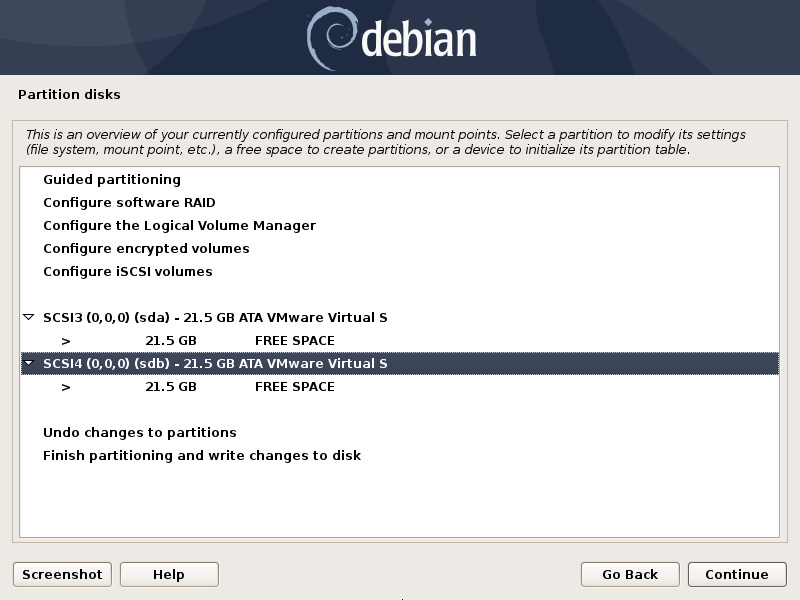 debian
Partition disks
This is an overview of your currently configured partitions and mount points. Select a partition to modify its settings
(file system, mount point, etc.), a free space to create partitions, or a device to initialize its partition table.
Guided partitioning
Configure software RAID
Configure the Logical Volume Manager
Configure encrypted volumes
Configure iSCSI volumes
SCSI3 (0,0,0) (sda) - 21.5 GB ATA VMware Virtual S
> 21.5 GB FREE SPACE
SCSI4 (0,0,0) (sdb) - 21.5 GB ATA VMware Virtual S
> 21.5 GB FREE SPACE
Undo changes to partitions
Finish partitioning and write changes to disk
Screenshot Help Go Back Continue